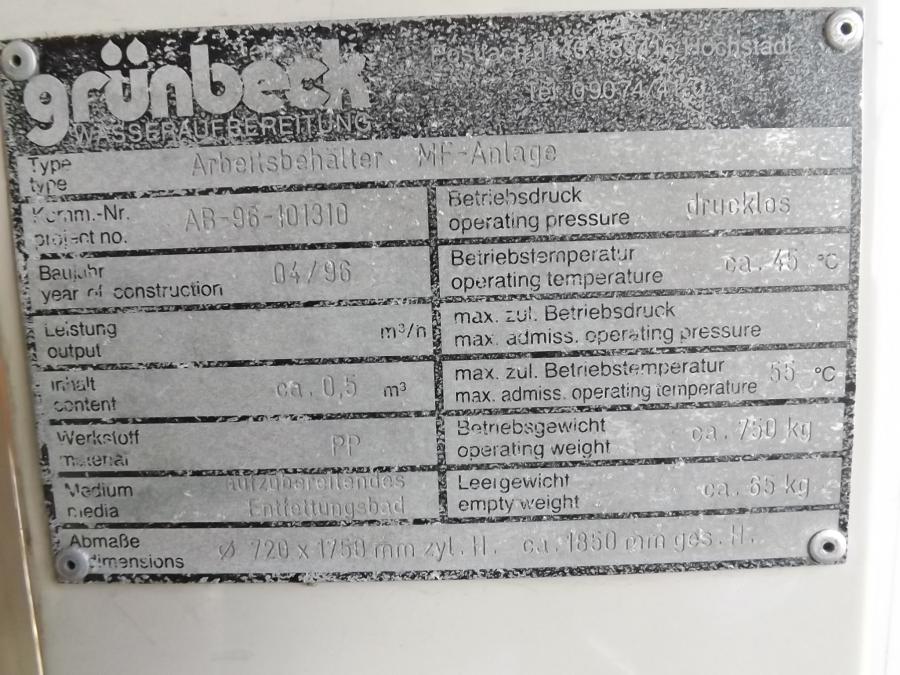 grünbeck
WASSERAUFBEREITUNG
Postfach 1140 · 89416 Höchstädt
Tel. 09074/41-0
Type
type
Arbeitsbehälter MF-Anlage
Komm.-Nr.
project no.
AB-96-101310
Betriebsdruck
operating pressure
drucklos
Baujahr
year of construction
04/96
Betriebstemperatur
operating temperature
ca. 45 °C
Leistung
output
m³/h
max. zul. Betriebsdruck
max. admiss. operating pressure
Inhalt
content
ca. 0,5 m³
max. zul. Betriebstemperatur
max. admiss. operating temperature
55 °C
Werkstoff
material
PP
Betriebsgewicht
operating weight
ca. 750 kg
Medium
media
aufzubereitendes
Entfettungsbad
Leergewicht
empty weight
ca. 65 kg
Abmaße
dimensions
Ø 720 x 1750 mm zyl. H. ca. 1850 mm ges. H.